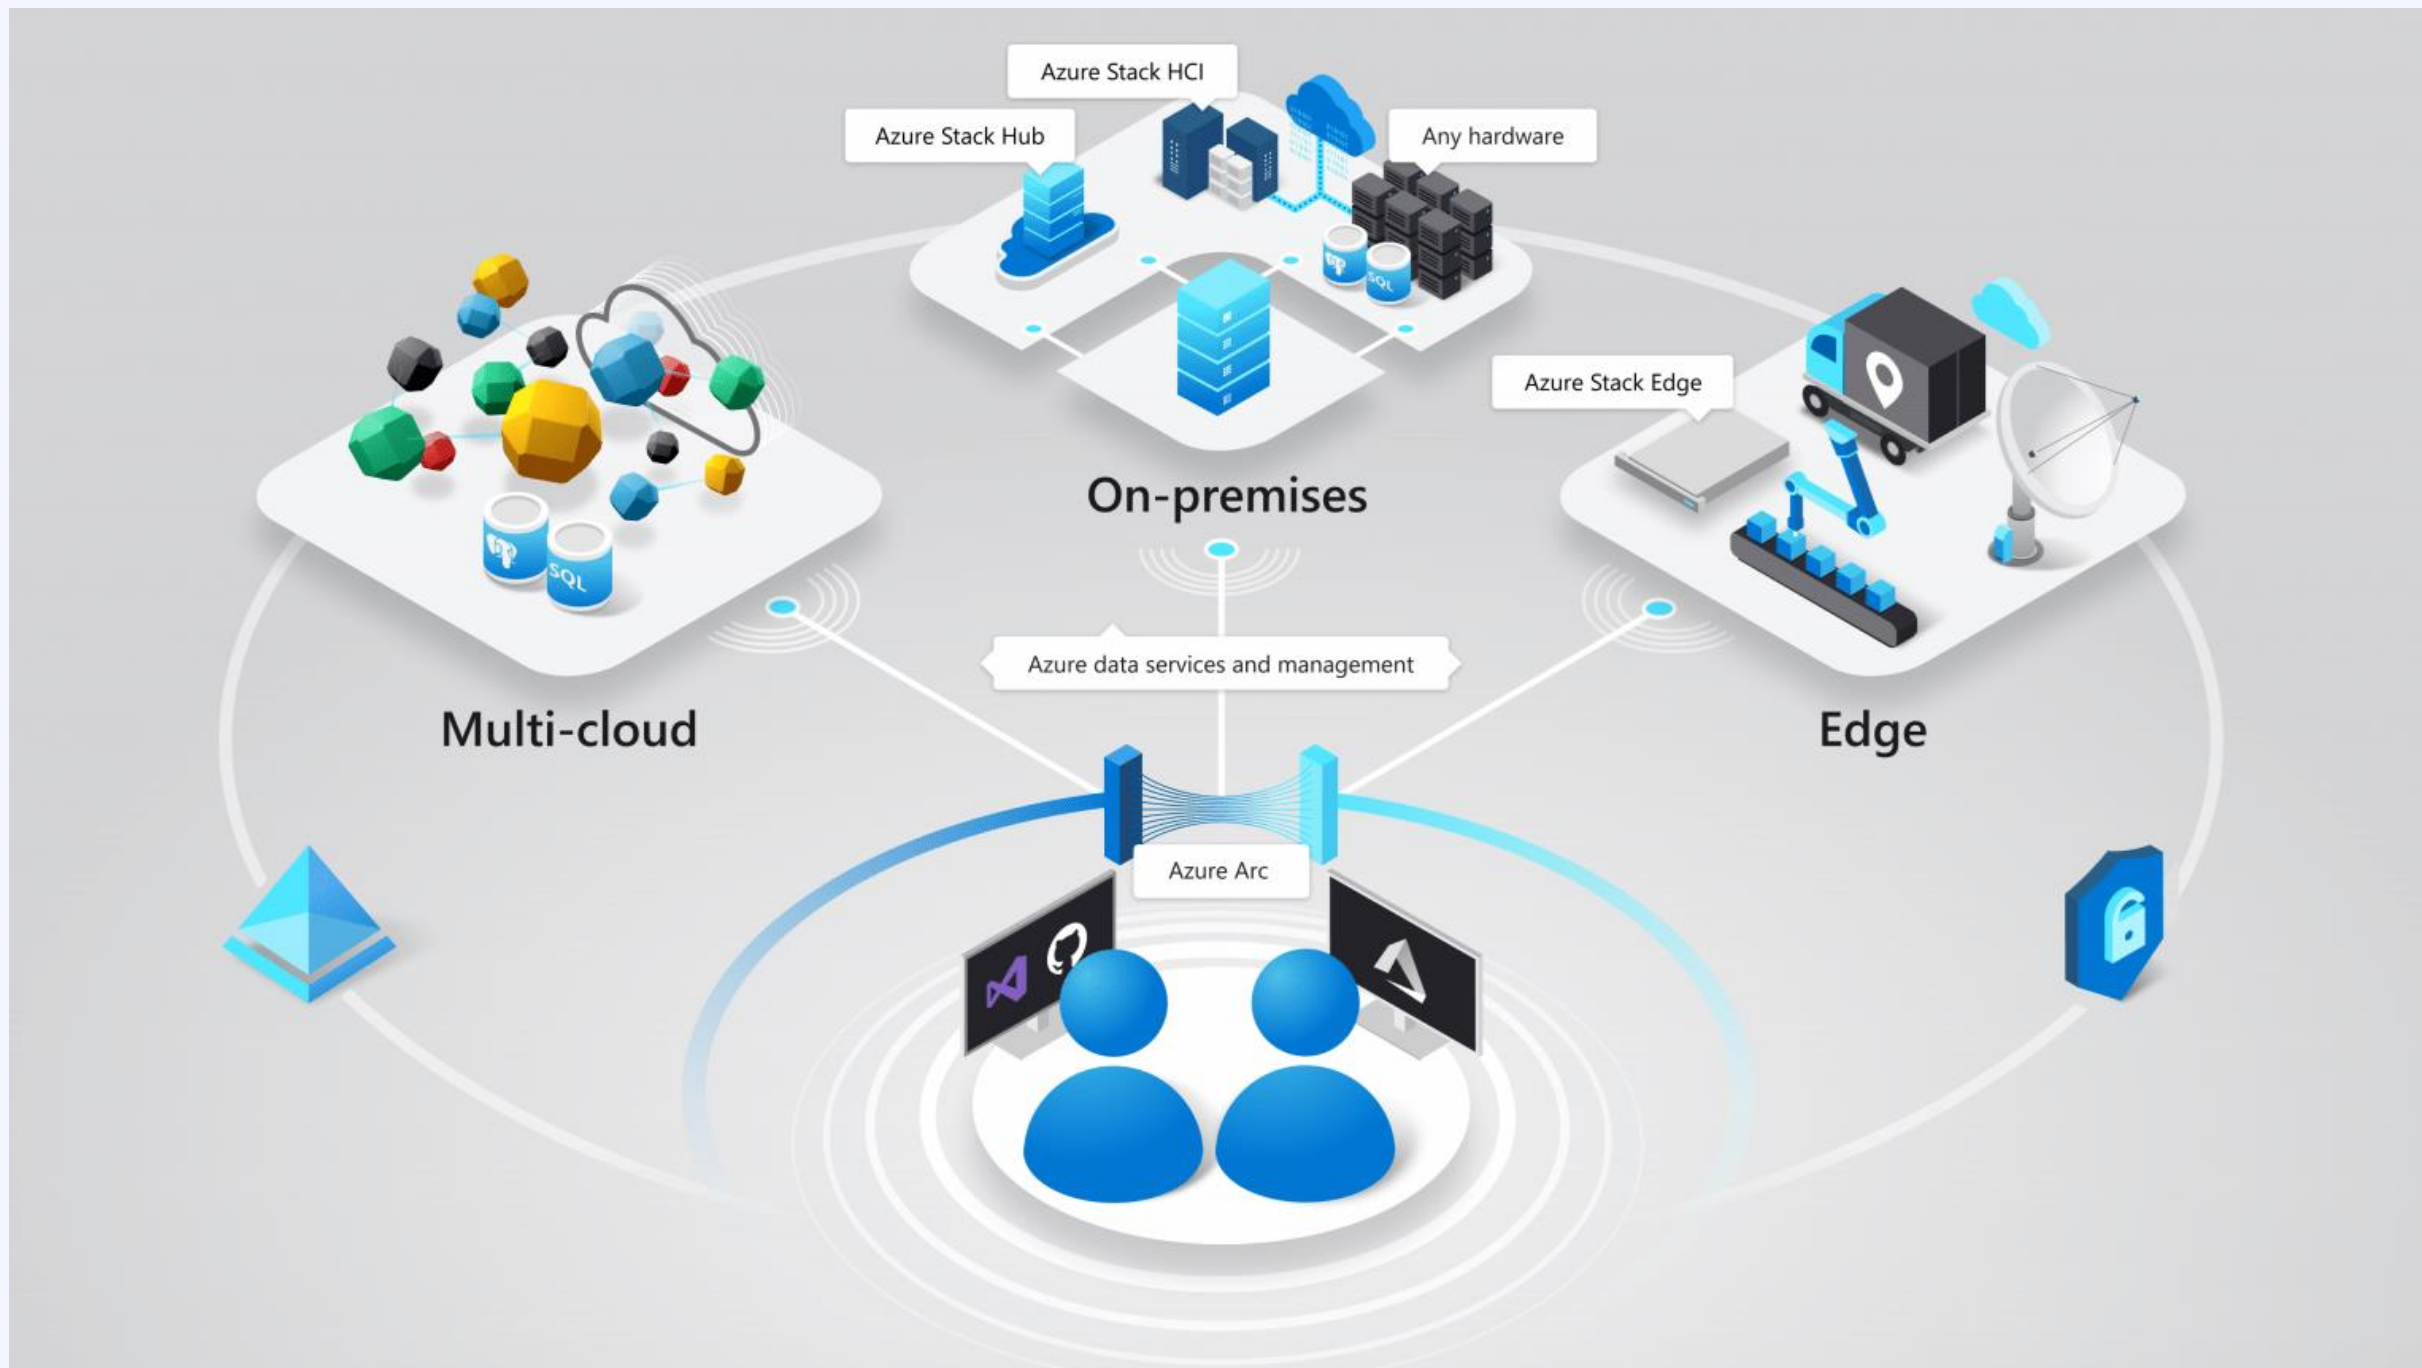 Azure Stack HCI
Azure Stack Hub
Any hardware
Azure Stack Edge
On-premises
SQL
SQL
Azure data services and management
Multi-cloud
Edge
Azure Arc